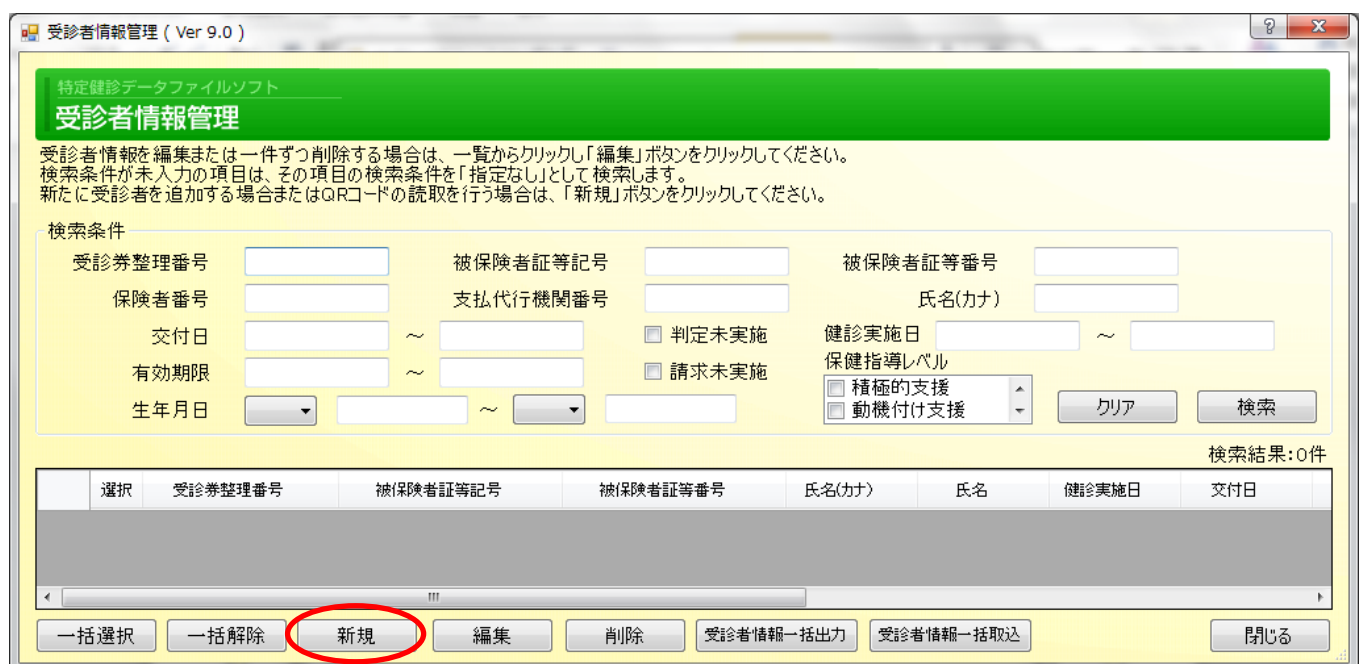 受診者情報管理 ( Ver 9.0 )
特定健診データファイルソフト
受診者情報管理
受診者情報を編集または一件ずつ削除する場合は、一覧からクリックし「編集」ボタンをクリックしてください。
検索条件が未入力の項目は、その項目の検索条件を「指定なし」として検索します。
新たに受診者を追加する場合またはQRコードの読取を行う場合は、「新規」ボタンをクリックしてください。
検索条件
受診券整理番号 被保険者証等記号 被保険者証等番号
保険者番号 支払代行機関番号 氏名(カナ)
交付日 ～ 判定未実施 健診実施日 ～
有効期限 ～ 請求未実施 保健指導レベル
積極的支援
生年月日 ～ 動機付け支援 クリア 検索
検索結果:0件
選択 受診券整理番号 被保険者証等記号 被保険者証等番号 氏名(カナ) 氏名 健診実施日 交付日
一括選択 一括解除 新規 編集 削除 受診者情報一括出力 受診者情報一括取込 閉じる